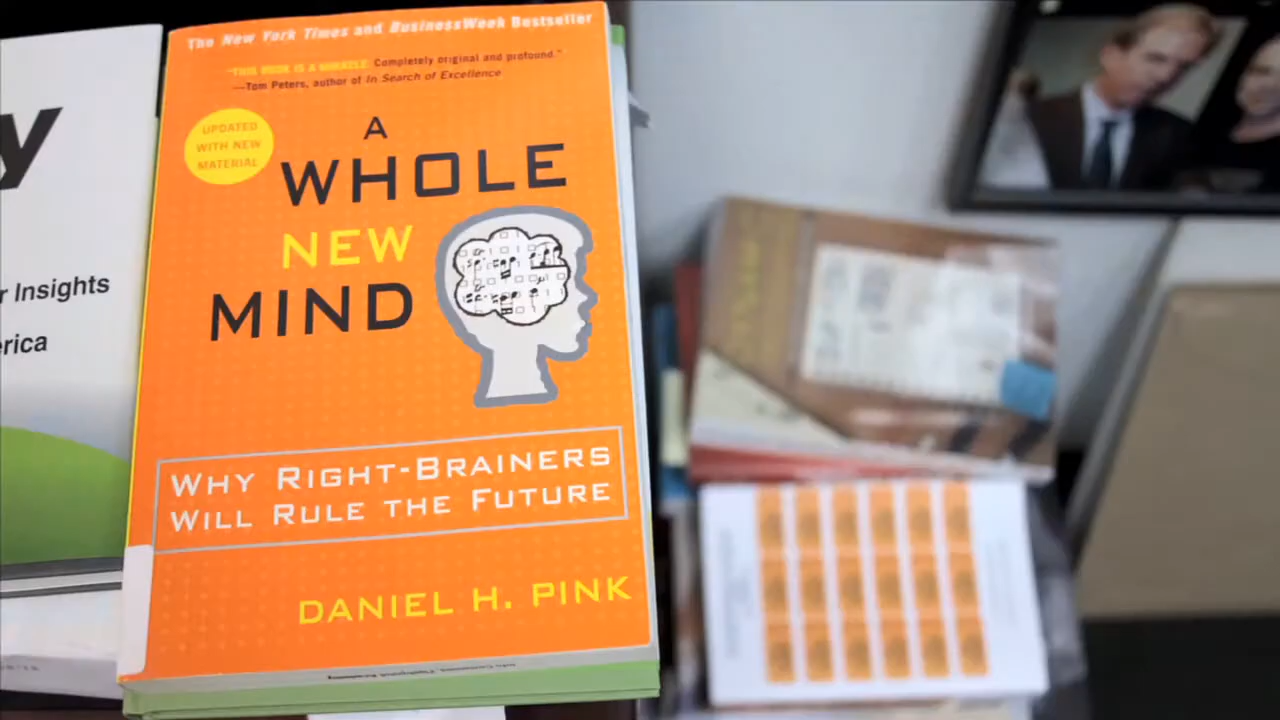 The New York Times and BusinessWeek Bestseller
"THIS BOOK IS A MIRACLE. Completely original and profound."
—Tom Peters, author of In Search of Excellence
UPDATED
WITH NEW
MATERIAL
A
WHOLE
NEW
MIND
WHY RIGHT-BRAINERS
WILL RULE THE FUTURE
DANIEL H. PINK
y
r Insights
erica